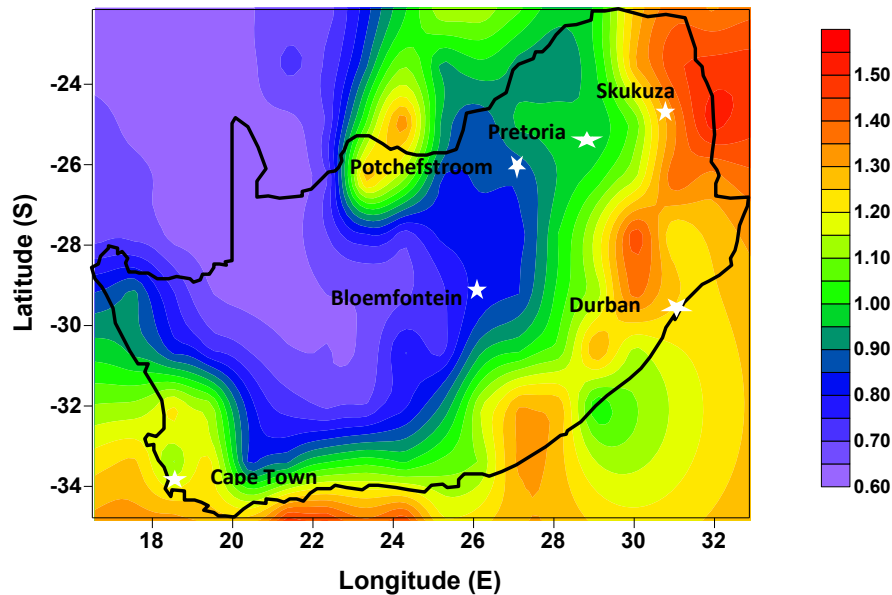 -24
-26
-28
-30
-32
-34
Latitude (S)
Skukuza
Pretoria
Potchefstroom
Bloemfontein
Durban
Cape Town
18 20 22 24 26 28 30 32
Longitude (E)
1.50
1.40
1.30
1.20
1.10
1.00
0.90
0.80
0.70
0.60